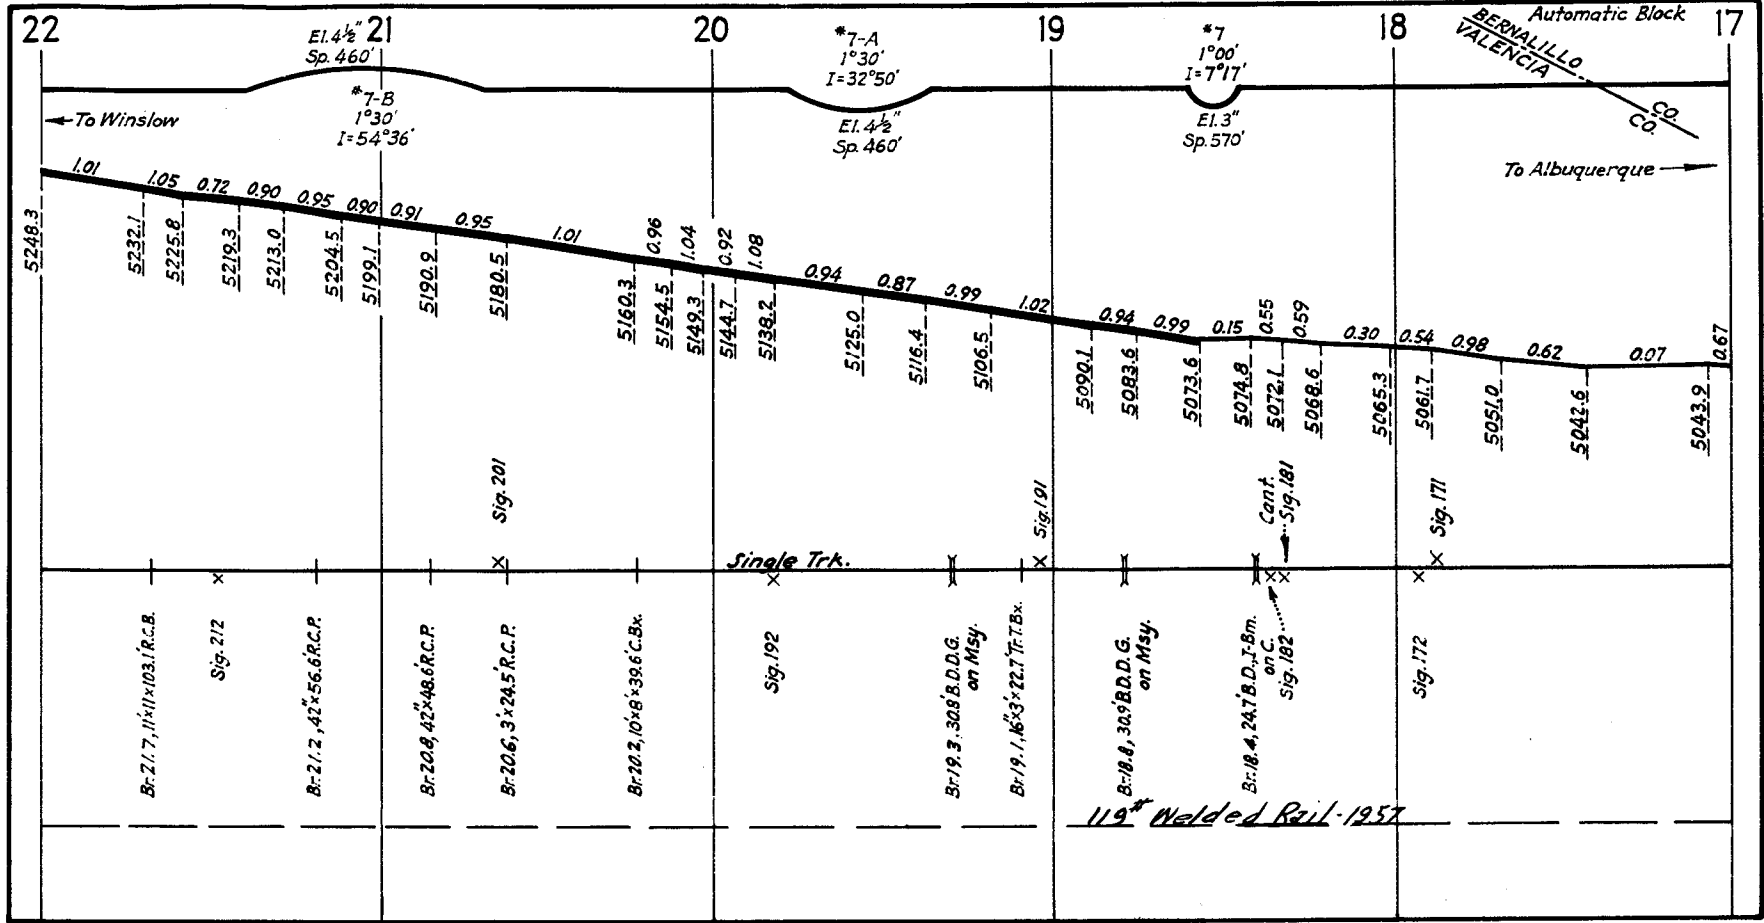 22
21
20
19
18
17
Automatic Block
BERNALILLO CO.
VALENCIA CO.
El. 4½"
Sp. 460'
#7-B
1°30'
I=54°36'
#7-A
1°30'
I=32°50'
El. 4½"
Sp. 460'
#7
1°00'
I=7°17'
El. 3"
Sp. 570'
To Winslow
To Albuquerque
1.01
1.05
0.72
0.90
0.95
0.90
0.91
0.95
1.01
0.96
1.04
0.92
1.08
0.94
0.87
0.99
1.02
0.94
0.99
0.15
0.55
0.59
0.30
0.54
0.98
0.62
0.07
0.67
5248.3
5232.1
5225.8
5219.3
5213.0
5204.5
5199.1
5190.9
5180.5
5160.3
5154.5
5149.3
5144.7
5138.2
5125.0
5116.4
5106.5
5090.1
5083.6
5073.6
5074.8
5072.1
5068.6
5065.3
5061.7
5051.0
5042.6
5043.9
Sig. 201
Sig. 191
Cant.
Sig. 181
Sig. 171
Single Trk.
Br. 21.7, 11'x11'x103.1' R.C.B.
Sig. 212
Br. 21.2, 42"x56.6' R.C.P.
Br. 20.8, 42"x48.6' R.C.P.
Br. 20.6, 3'x24.5' R.C.P.
Br. 20.2, 10'x8'x39.6' C. Bx.
Sig. 192
Br. 19.3, 30.8' B.D.D.G.
on Msy.
Br. 19.1, 16"x3'x22.7' Tr. T. Bx.
Br. 18.8, 30.9' B.D.D.G.
on Msy.
Br. 18.4, 24.7' B.D., I-Bm.
on C.
Sig. 182
Sig. 172
119# Welded Rail - 1957